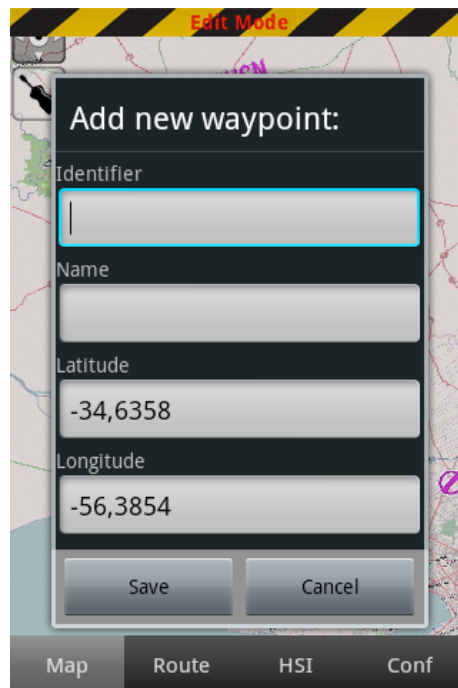 Edit Mode
Add new waypoint:
Identifier
Name
Latitude
-34,6358
Longitude
-56,3854
Save
Cancel
Map
Route
HSI
Conf